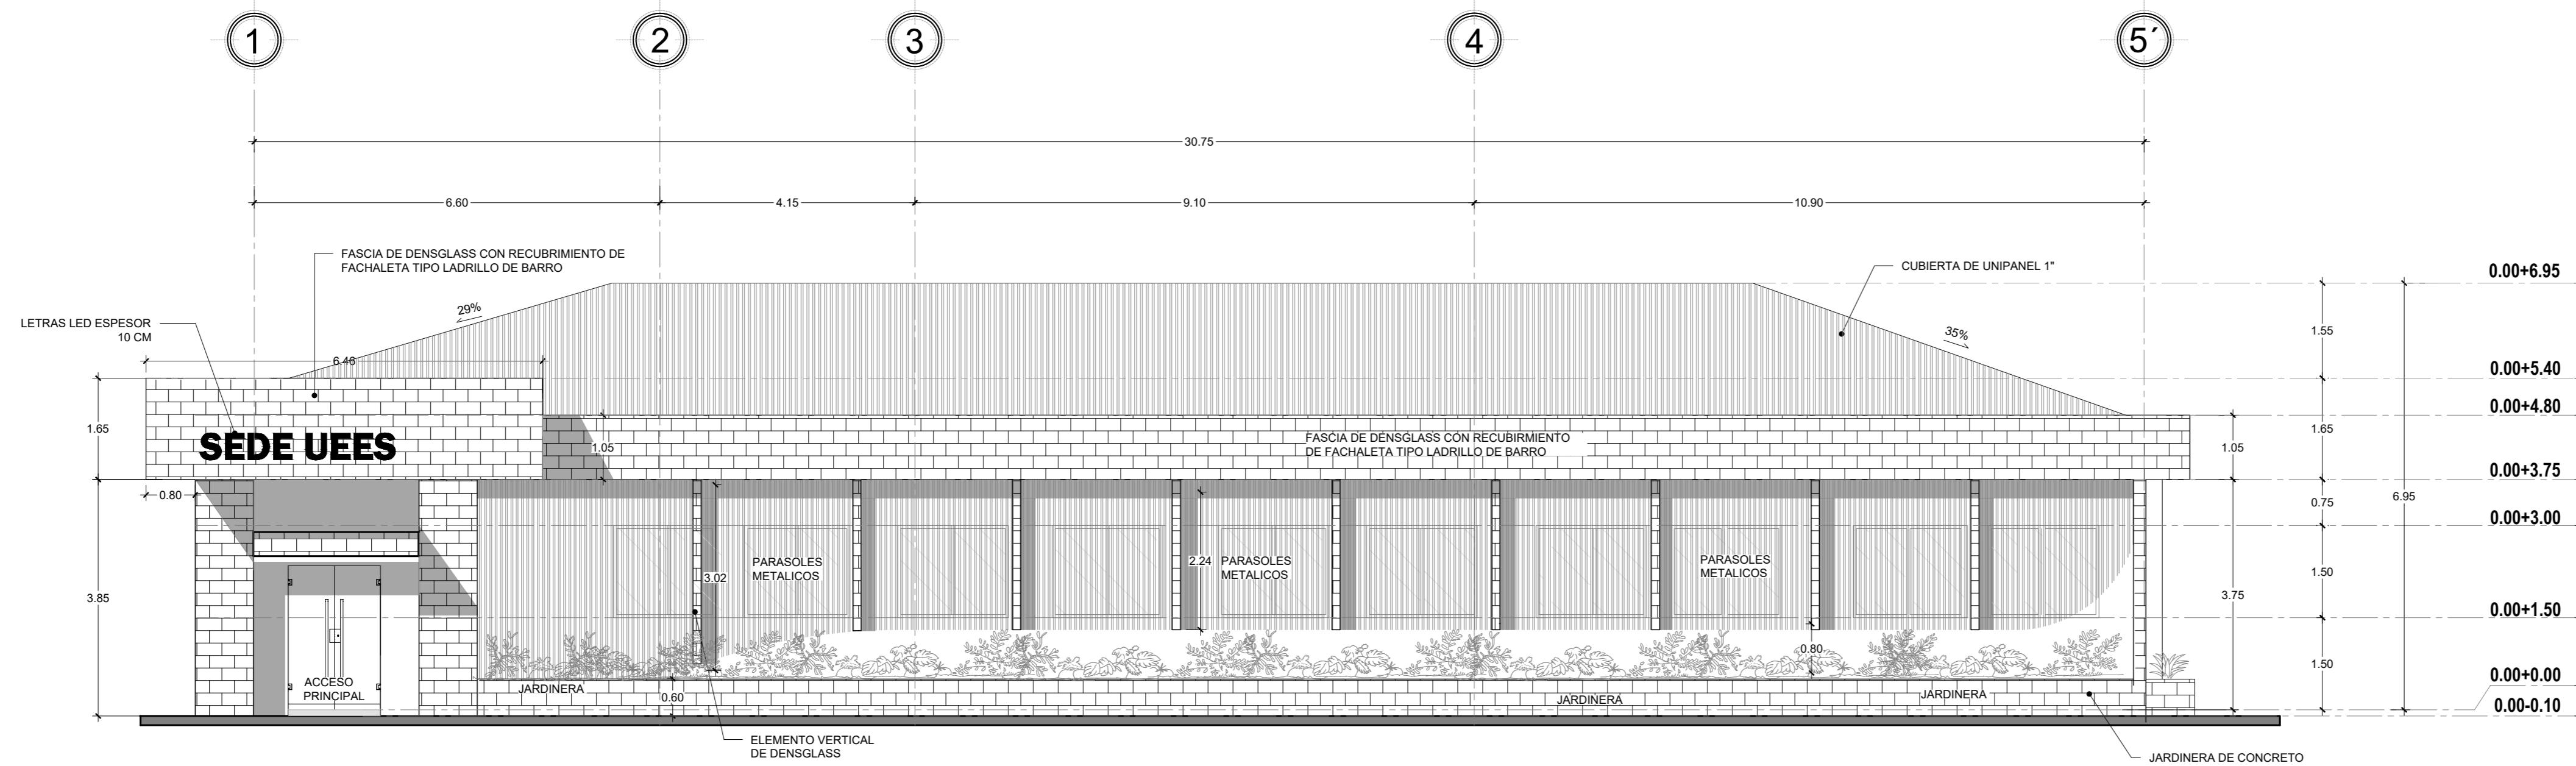 1
2
3
4
5´
30.75
6.60
4.15
9.10
10.90
FASCIA DE DENSGLASS CON RECUBRIMIENTO DE
FACHALETA TIPO LADRILLO DE BARRO
CUBIERTA DE UNIPANEL 1"
0.00+6.95
29%
LETRAS LED ESPESOR
10 CM
35%
1.55
6.46
0.00+5.40
0.00+4.80
1.65
SEDE UEES
1.05
FASCIA DE DENSGLASS CON RECUBIRMIENTO
DE FACHALETA TIPO LADRILLO DE BARRO
1.05
1.65
0.00+3.75
0.80
0.75
6.95
0.00+3.00
3.02
PARASOLES
METALICOS
2.24
PARASOLES
METALICOS
PARASOLES
METALICOS
1.50
3.85
3.75
0.00+1.50
0.80
1.50
ACCESO
PRINCIPAL
JARDINERA
0.60
JARDINERA
JARDINERA
0.00+0.00
0.00-0.10
ELEMENTO VERTICAL
DE DENSGLASS
JARDINERA DE CONCRETO